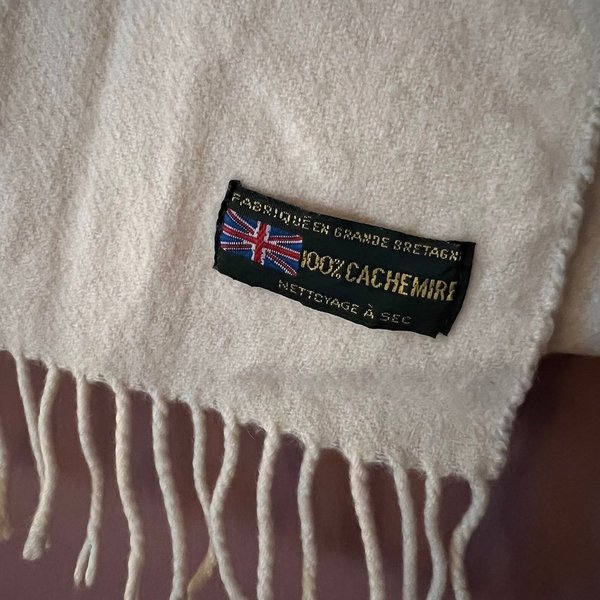 FABRIQUÉ EN GRANDE BRETAGN
100% CACHEMIRE
NETTOYAGE À SEC